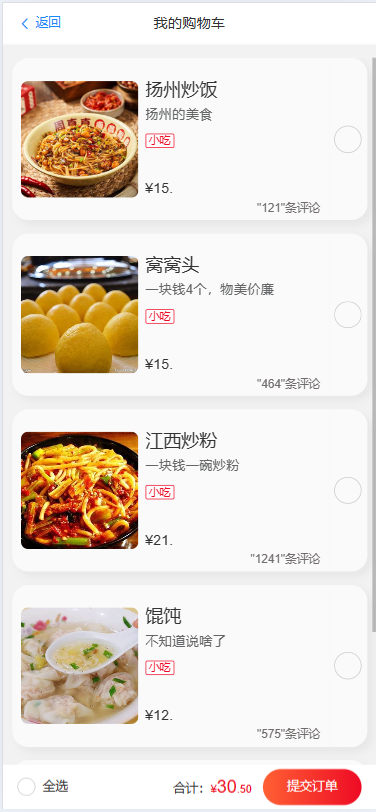 返回
我的购物车
扬州炒饭
扬州的美食
小吃
¥15.
"121"条评论
窝窝头
一块钱4个，物美价廉
小吃
¥15.
"464"条评论
江西炒粉
一块钱一碗炒粉
小吃
¥21.
"1241"条评论
馄饨
不知道说啥了
小吃
¥12.
"575"条评论
全选
合计：¥30.50
提交订单